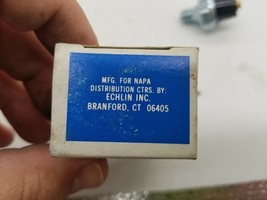 MFG. FOR NAPA
DISTRIBUTION CTRS. BY:
ECHLIN INC.
BRANFORD, CT 06405